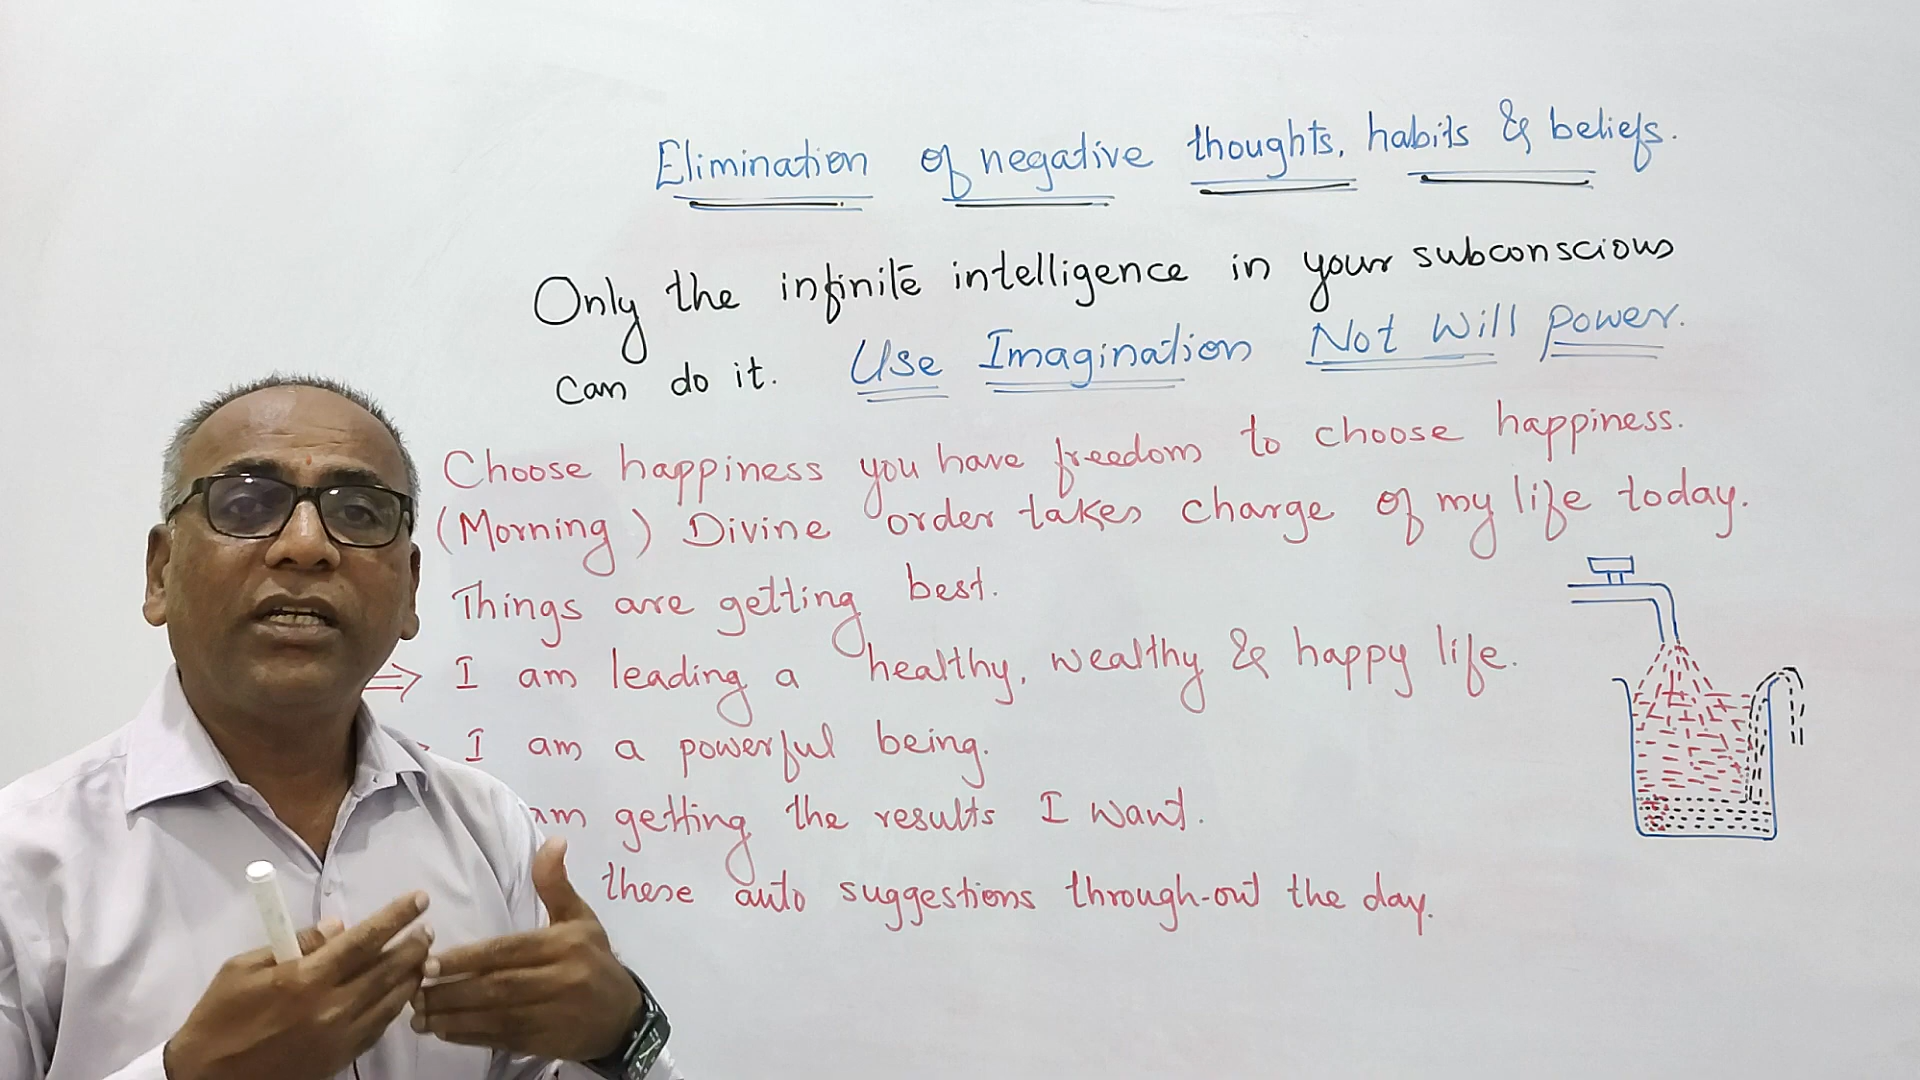 Elimination of negative thoughts, habits & beliefs.
Only the infinite intelligence in your subconscious
can do it. Use Imagination Not Will power.
Choose happiness you have freedom to choose happiness.
(Morning) Divine order takes charge of my life today.
Things are getting best.
⇒ I am leading a healthy, wealthy & happy life.
I am a powerful being.
am getting the results I want.
these auto suggestions through-out the day.